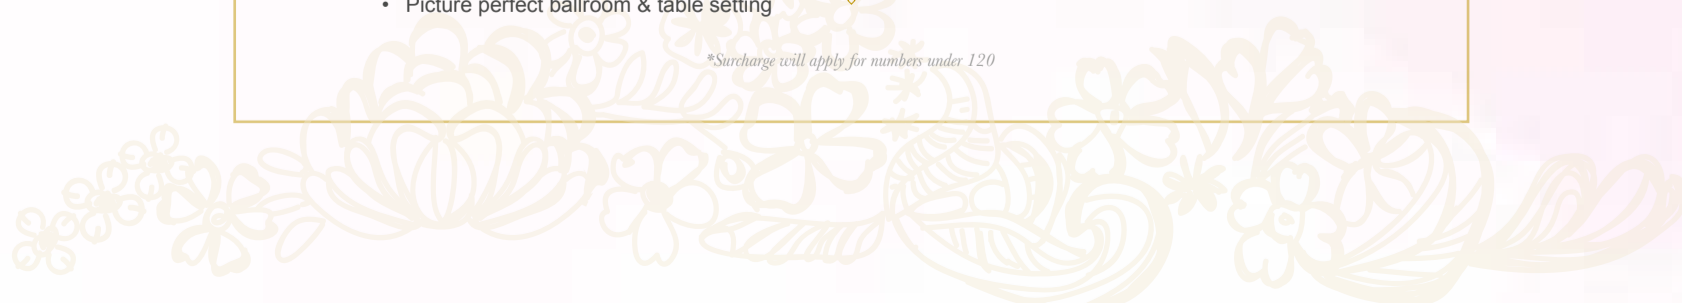 • Picture perfect ballroom & table setting
*Surcharge will apply for numbers under 120